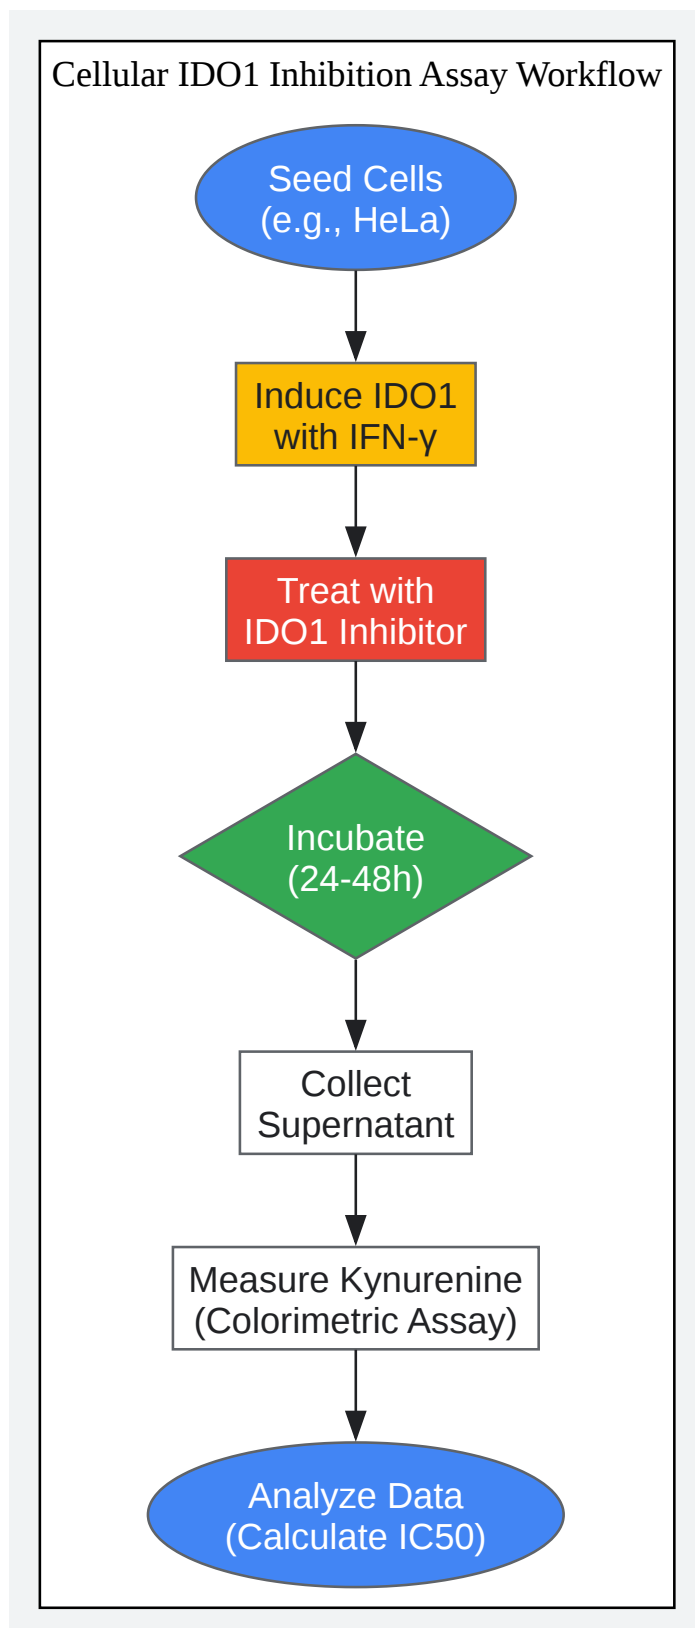 Cellular IDO1 Inhibition Assay Workflow
Seed Cells
(e.g., HeLa)
Induce IDO1
with IFN-γ
Treat with
IDO1 Inhibitor
Incubate
(24-48h)
Collect
Supernatant
Measure Kynurenine
(Colorimetric Assay)
Analyze Data
(Calculate IC50)